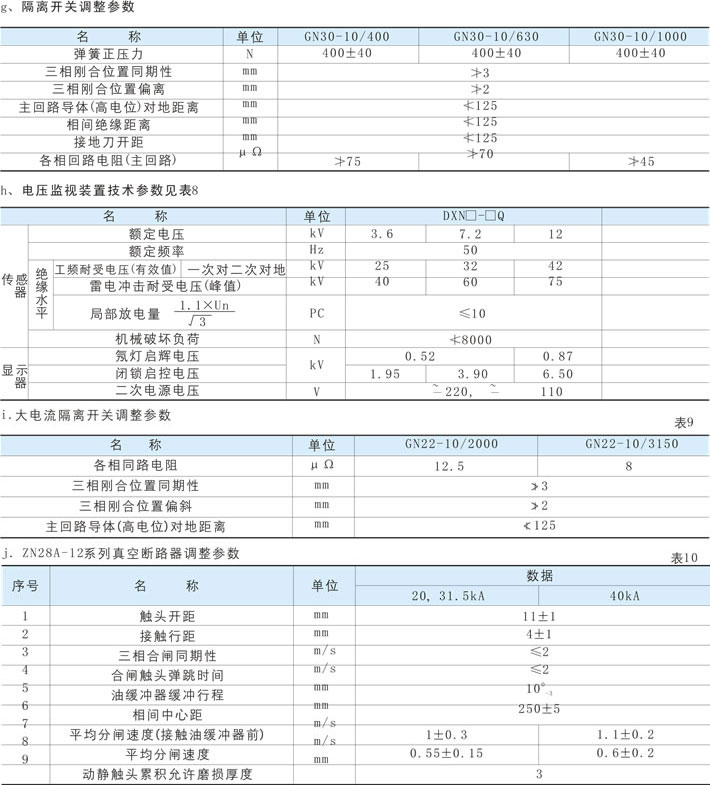 g、隔离开关调整参数
名 称 单位 GN30-10/400 GN30-10/630 GN30-10/1000
弹簧正压力 N 400±40 400±40 400±40
三相刚合位置同期性 mm ≯3
三相刚合位置偏离 mm ≯2
主回路导体(高电位)对地距离 mm ≮125
相间绝缘距离 mm ≮125
接地刀开距 mm ≮125
各相回路电阻(主回路) μΩ ≯75 ≯70 ≯45
h、电压监视装置技术参数见表8
名 称 单位 DXN□-□Q
传感器 额定电压 kV 3.6 7.2 12
额定频率 Hz 50
绝缘水平 工频耐受电压(有效值) 一次对二次对地 kV 25 32 42
雷电冲击耐受电压(峰值) kV 40 60 75
局部放电量 1.1×Un/√3 PC ≤10
机械破坏负荷 N ≮8000
显示器 氖灯启辉电压 kV 0.52 0.87
闭锁启控电压 1.95 3.90 6.50
二次电源电压 V ~–220, ~– 110
i.大电流隔离开关调整参数
表9
名 称 单位 GN22-10/2000 GN22-10/3150
各相同路电阻 μΩ 12.5 8
三相刚合位置同期性 mm ≯3
三相刚合位置偏斜 mm ≯2
主回路导体(高电位)对地距离 mm ≮125
j. ZN28A-12系列真空断路器调整参数
表10
序号 名 称 单位 数据
20, 31.5kA 40kA
1 触头开距 mm 11±1
2 接触行距 mm 4±1
3 三相合闸同期性 m/s ≤2
4 合闸触头弹跳时间 m/s ≤2
5 油缓冲器缓冲行程 mm 10°-3
6 相间中心距 mm 250±5
7 平均分闸速度(接触油缓冲器前) m/s 1±0.3 1.1±0.2
8 平均分闸速度 m/s 0.55±0.15 0.6±0.2
9 动静触头累积允许磨损厚度 mm 3